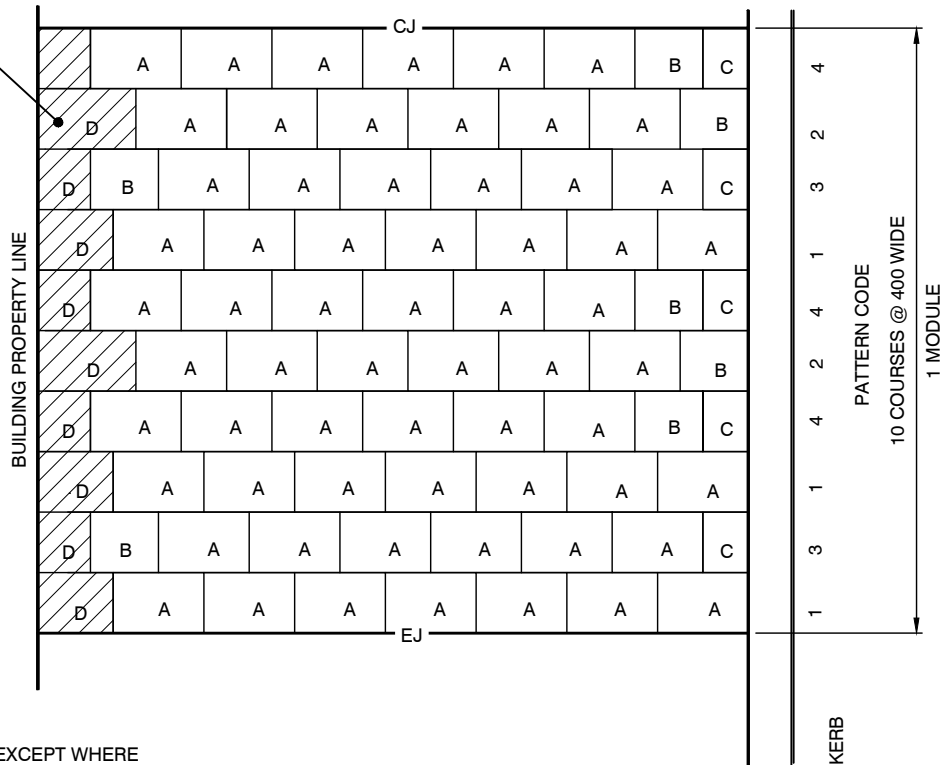 CJ
A A A A A A B C 4
D A A A A A A B 2
D B A A A A A A C 3
D A A A A A A A 1
D A A A A A A B C 4
D A A A A A A B 2
D A A A A A A B C 4
D A A A A A A A 1
D B A A A A A A C 3
D A A A A A A A 1
EJ
BUILDING PROPERTY LINE
PATTERN CODE
10 COURSES @ 400 WIDE
1 MODULE
KERB
EXCEPT WHERE